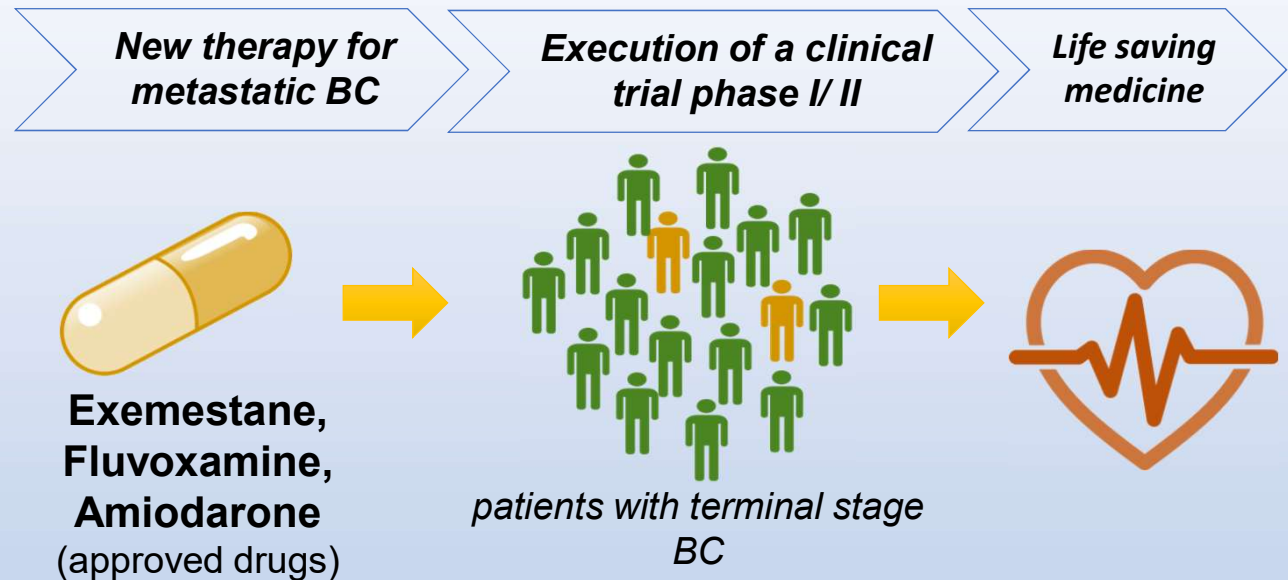 New therapy for
metastatic BC
Execution of a clinical
trial phase I/ II
Life saving
medicine
Exemestane,
Fluvoxamine,
Amiodarone
(approved drugs)
patients with terminal stage
BC